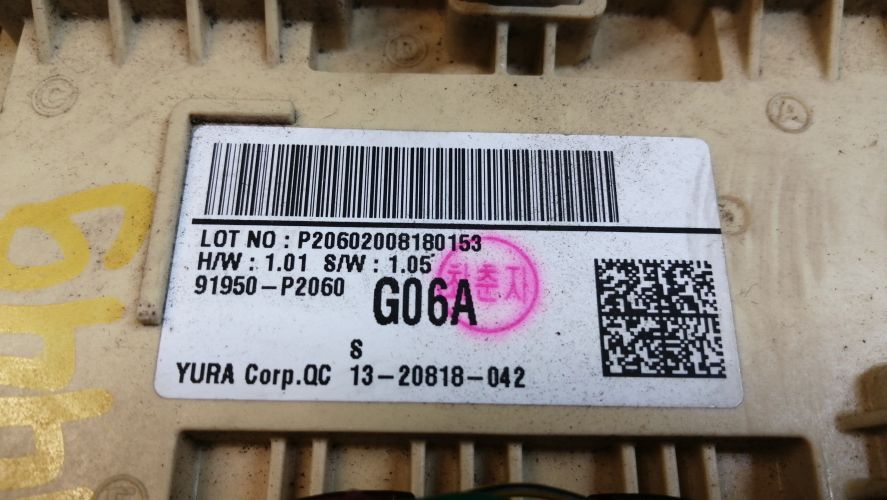 LOT NO : P20602008180153
H/W : 1.01 S/W : 1.05
91950-P2060
G06A
S
YURA Corp.QC 13-20818-042
C
A